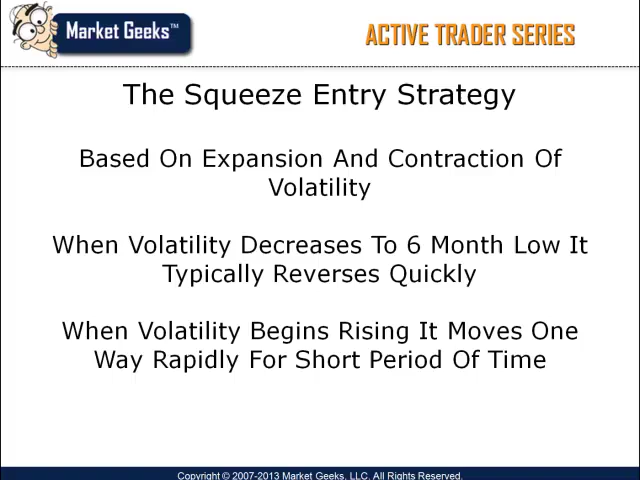 Market Geeks™
ACTIVE TRADER SERIES
The Squeeze Entry Strategy
Based On Expansion And Contraction Of
Volatility
When Volatility Decreases To 6 Month Low It
Typically Reverses Quickly
When Volatility Begins Rising It Moves One
Way Rapidly For Short Period Of Time
Copyright © 2007-2013 Market Geeks, LLC. All Rights Reserved.